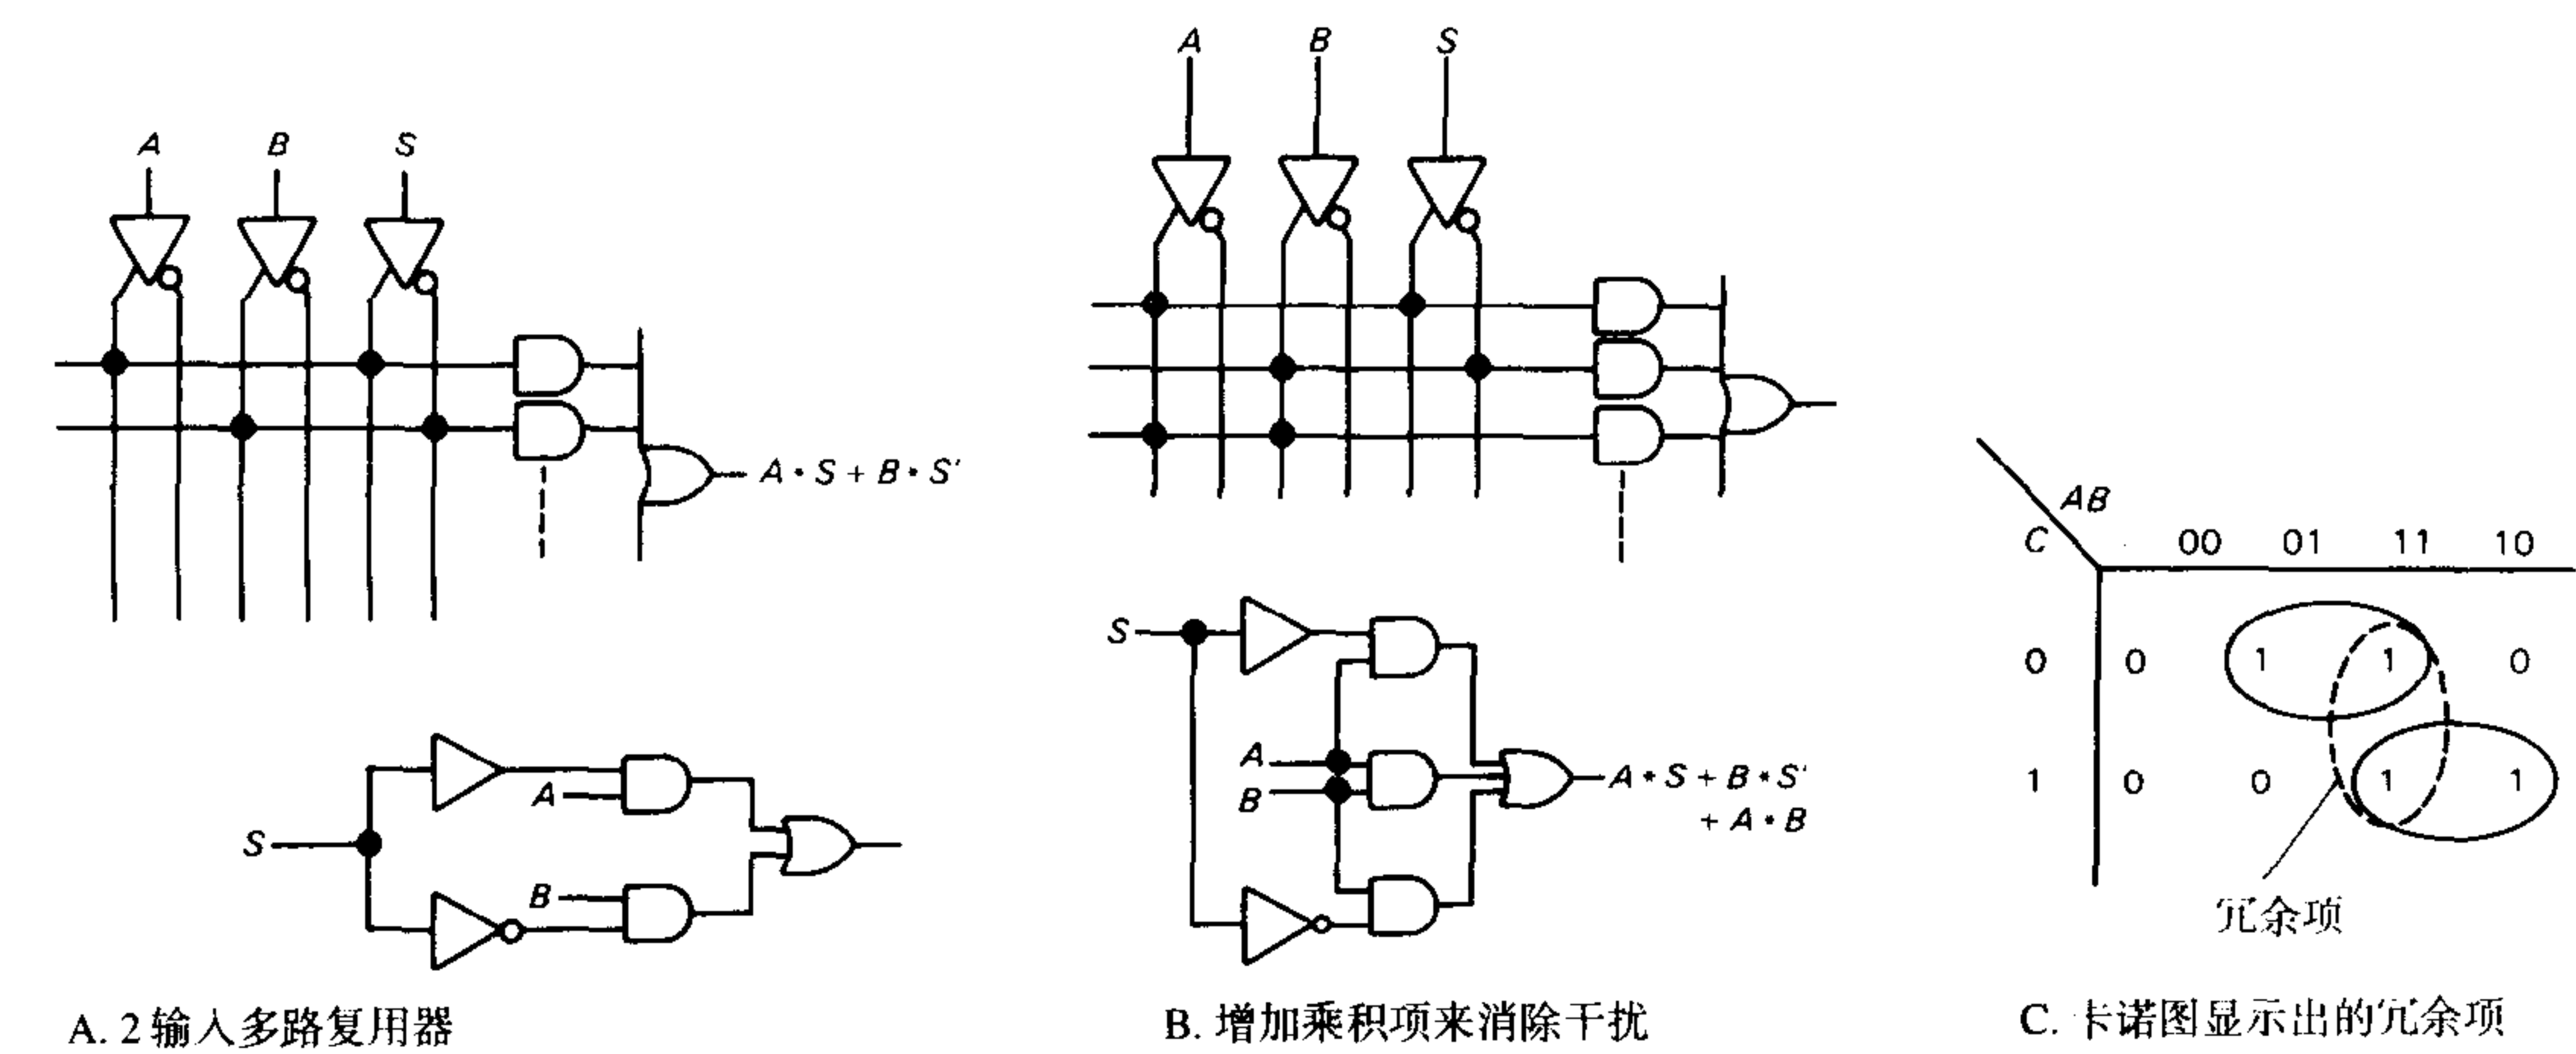 A B S
A • S + B • S'
S
A
B
A. 2 输入多路复用器
A B S
S
A
B
A • S + B • S'
+ A • B
B. 增加乘积项来消除干扰
AB
C 00 01 11 10
0 0 1 1 0
1 0 0 1 1
冗余项
C. 卡诺图显示出的冗余项